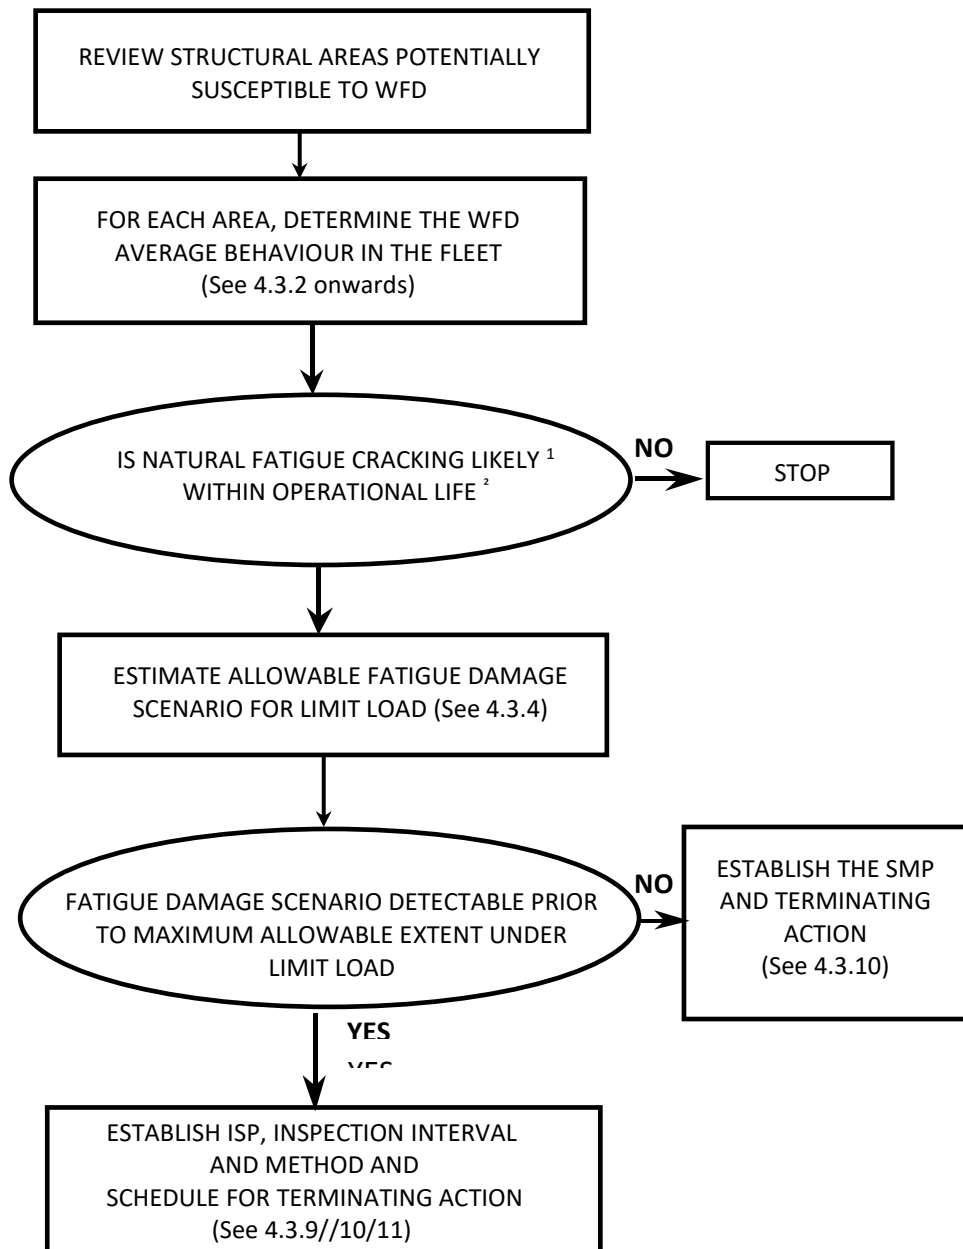 REVIEW STRUCTURAL AREAS POTENTIALLY
SUSCEPTIBLE TO WFD
FOR EACH AREA, DETERMINE THE WFD
AVERAGE BEHAVIOUR IN THE FLEET
(See 4.3.2 onwards)
IS NATURAL FATIGUE CRACKING LIKELY ¹
WITHIN OPERATIONAL LIFE ²
NO
STOP
ESTIMATE ALLOWABLE FATIGUE DAMAGE
SCENARIO FOR LIMIT LOAD (See 4.3.4)
FATIGUE DAMAGE SCENARIO DETECTABLE PRIOR
TO MAXIMUM ALLOWABLE EXTENT UNDER
LIMIT LOAD
NO
ESTABLISH THE SMP
AND TERMINATING
ACTION
(See 4.3.10)
YES
YES
ESTABLISH ISP, INSPECTION INTERVAL
AND METHOD AND
SCHEDULE FOR TERMINATING ACTION
(See 4.3.9//10/11)